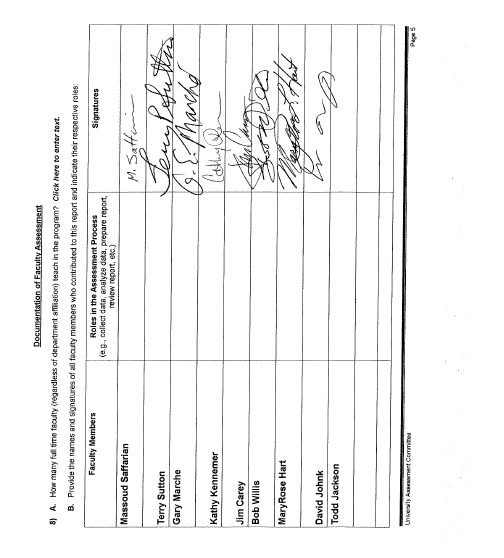 Documentation of Faculty Assessment
8) A. How many full time faculty (regardless of department affiliation) teach in the program? Click here to enter text.
B. Provide the names and signatures of all faculty members who contributed to this report and indicate their respective roles:
Faculty Members
Roles in the Assessment Process
(e.g., collect data, analyze data, prepare report,
review report, etc.)
Signatures
Massoud Saffarian
M. Saffarian
Terry Sutton
Gary Marche
G. E. Marché
Kathy Kennemer
Jim Carey
Bob Willis
MaryRose Hart
David Johnk
Todd Jackson
University Assessment Committee
Page 5